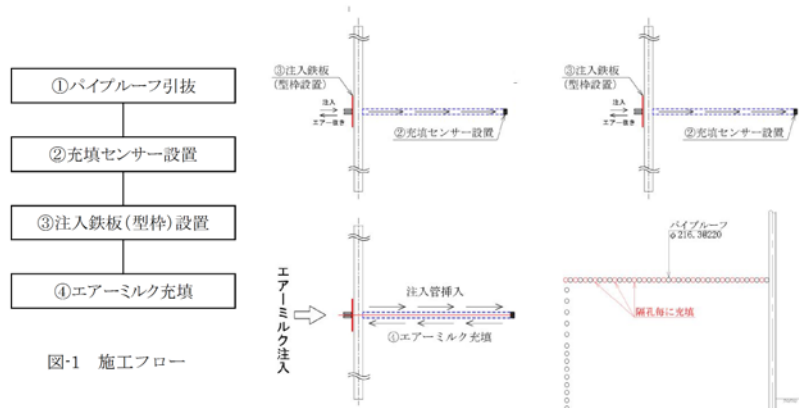 ①パイプルーフ引抜
②充填センサー設置
③注入鉄板(型枠)設置
④エアーミルク充填
図-1 施工フロー
③注入鉄板
(型枠設置)
注入
エアー抜き
②充填センサー設置
③注入鉄板
(型枠設置)
注入
エアー抜き
②充填センサー設置
エアーミルク注入
注入管挿入
④エアーミルク充填
パイプルーフ
φ216.3@220
隔孔毎に充填